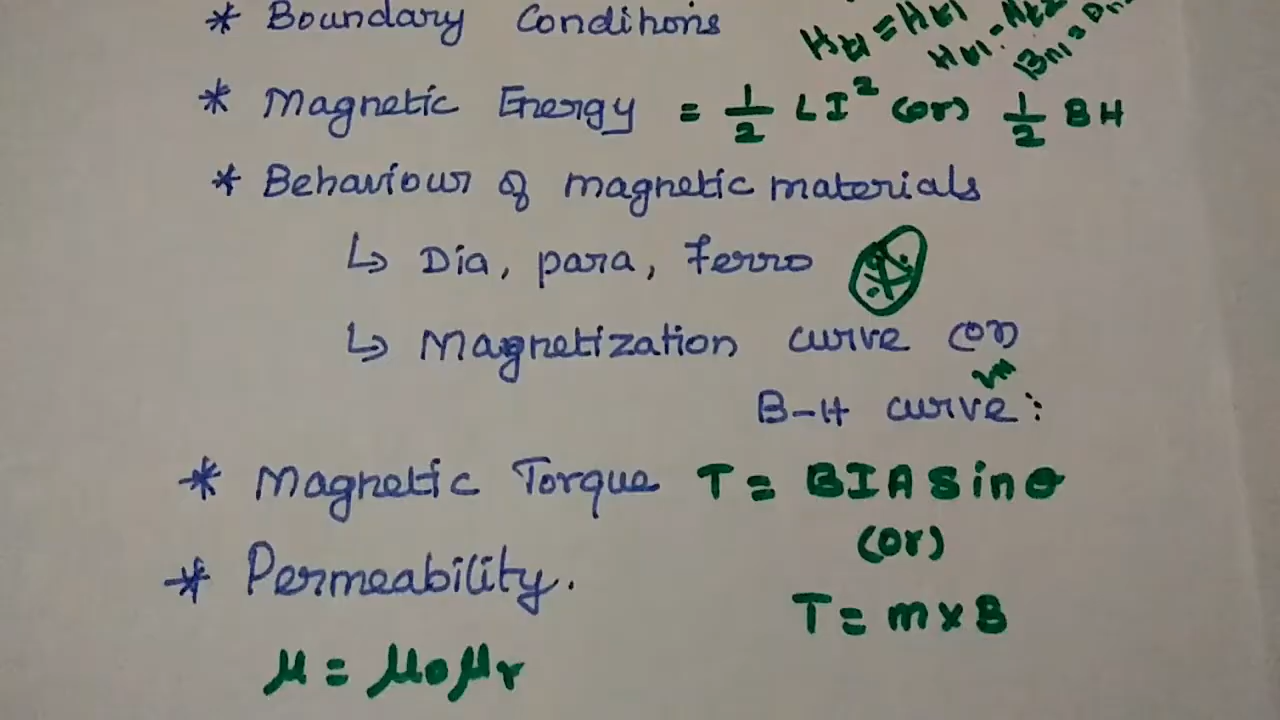 * Boundary Conditions
* Magnetic Energy = 1/2 LI² (or) 1/2 BH
* Behaviour of magnetic materials
↳ Dia, para, Ferro
↳ Magnetization curve (or)
B-H curve:
* Magnetic Torque T = BIA sinθ
(or)
* Permeability.
T = m×B
μ = μ₀μᵣ